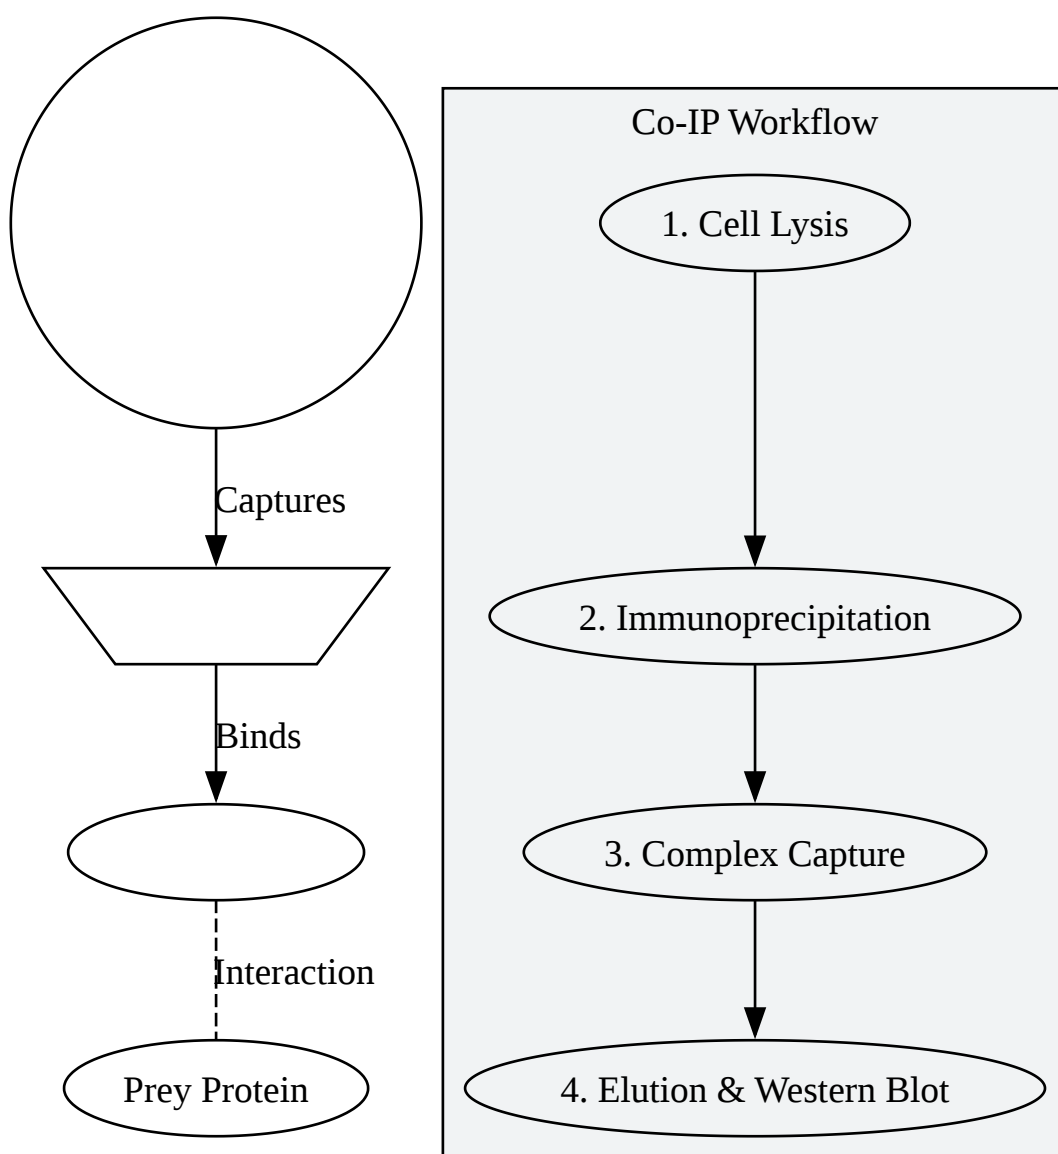 Co-IP Workflow
1. Cell Lysis
Captures
2. Immunoprecipitation
Binds
3. Complex Capture
Interaction
Prey Protein
4. Elution & Western Blot